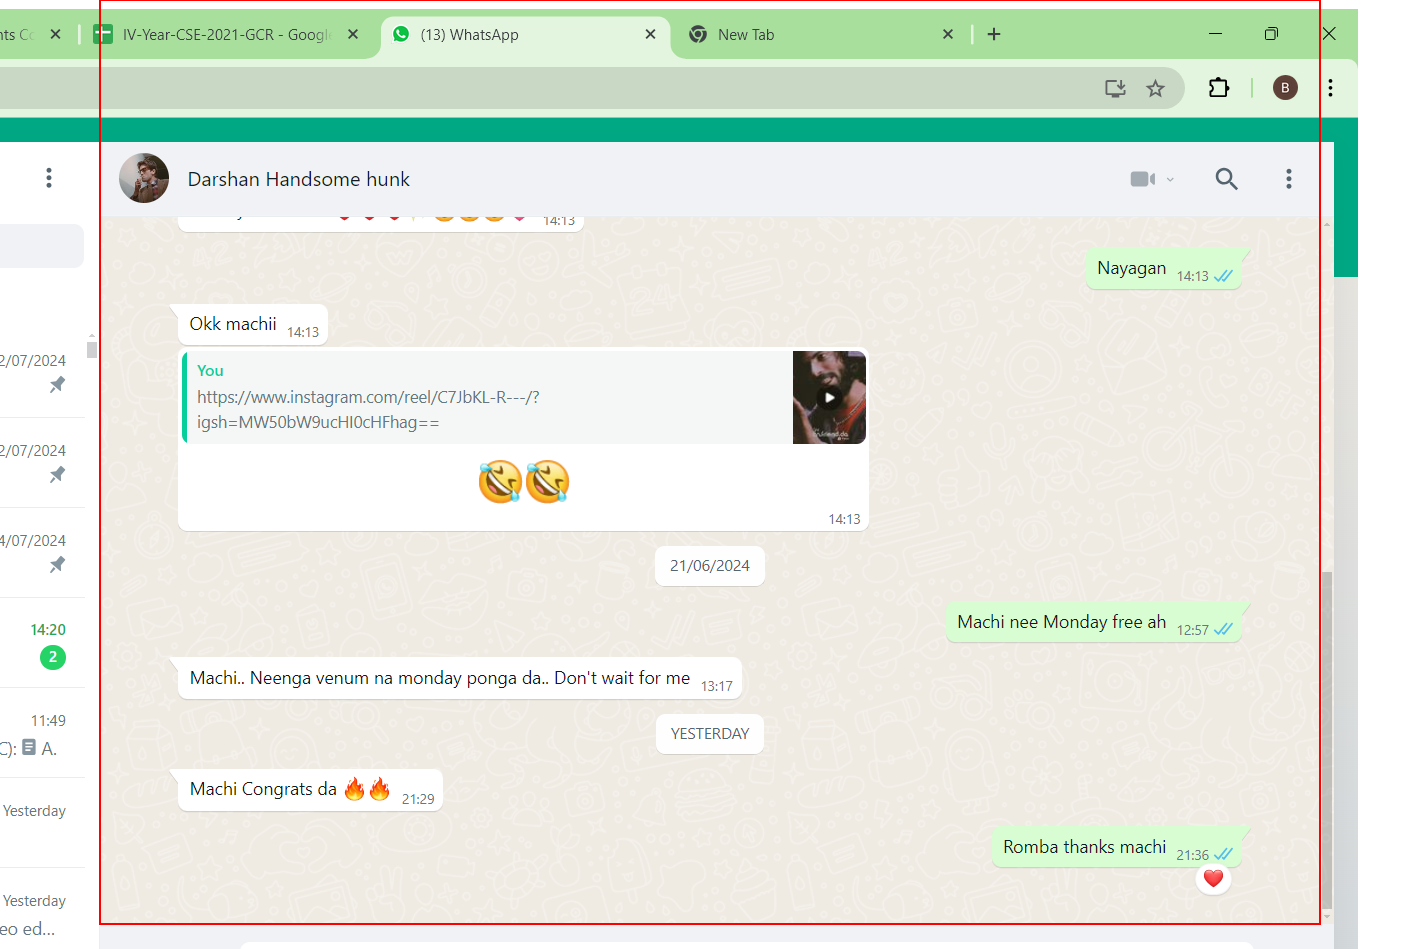 IV-Year-CSE-2021-GCR - Google
(13) WhatsApp
New Tab
B
Darshan Handsome hunk
14:13
Nayagan 14:13
Okk machii 14:13
You
https://www.instagram.com/reel/C7JbKL-R---/?
igsh=MW50bW9ucHI0cHFhag==
🤣🤣
14:13
21/06/2024
Machi nee Monday free ah 12:57
Machi.. Neenga venum na monday ponga da.. Don't wait for me 13:17
YESTERDAY
Machi Congrats da 🔥🔥 21:29
Romba thanks machi 21:36
❤️
2/07/2024
2/07/2024
4/07/2024
14:20
2
11:49
C): A.
Yesterday
Yesterday
eo ed...